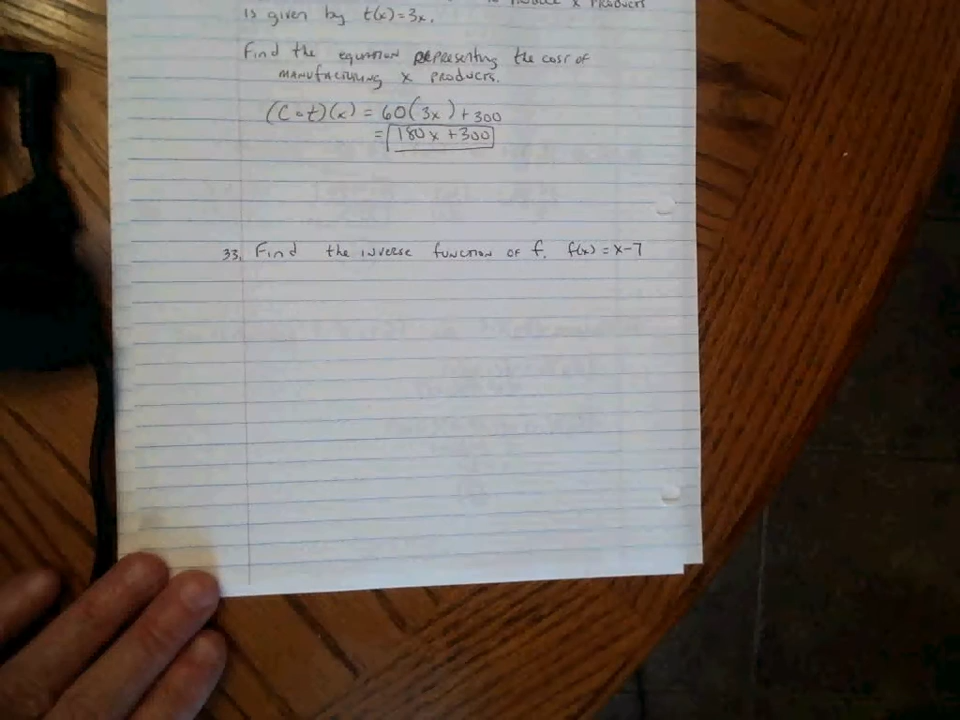 x products
is given by t(x)=3x.
Find the equation representing the cost of
manufacturing x products.
(C∘t)(x) = 60(3x)+300
= 180x+300
33. Find the inverse function of f. f(x)=x-7